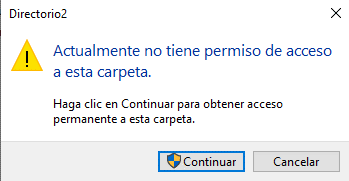 Directorio2
Actualmente no tiene permiso de acceso
a esta carpeta.
Haga clic en Continuar para obtener acceso
permanente a esta carpeta.
Continuar
Cancelar